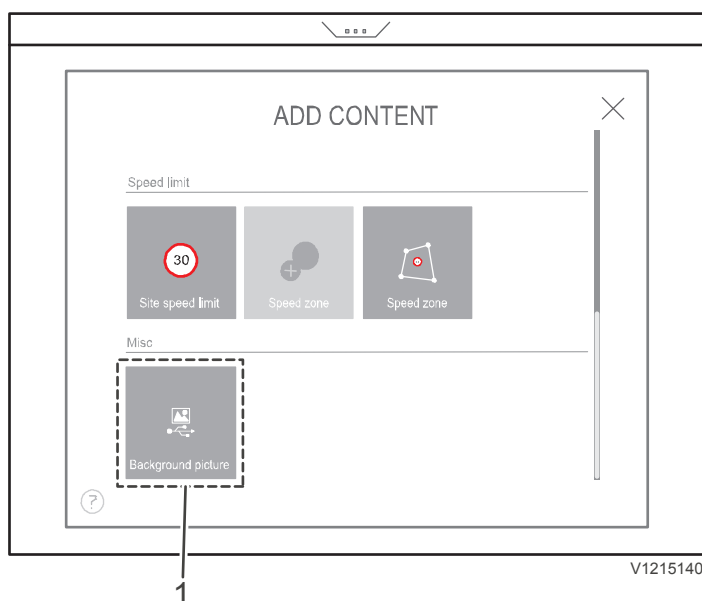 ADD CONTENT
Speed limit
30
Site speed limit
Speed zone
Speed zone
Misc
Background picture
?
V1215140
1